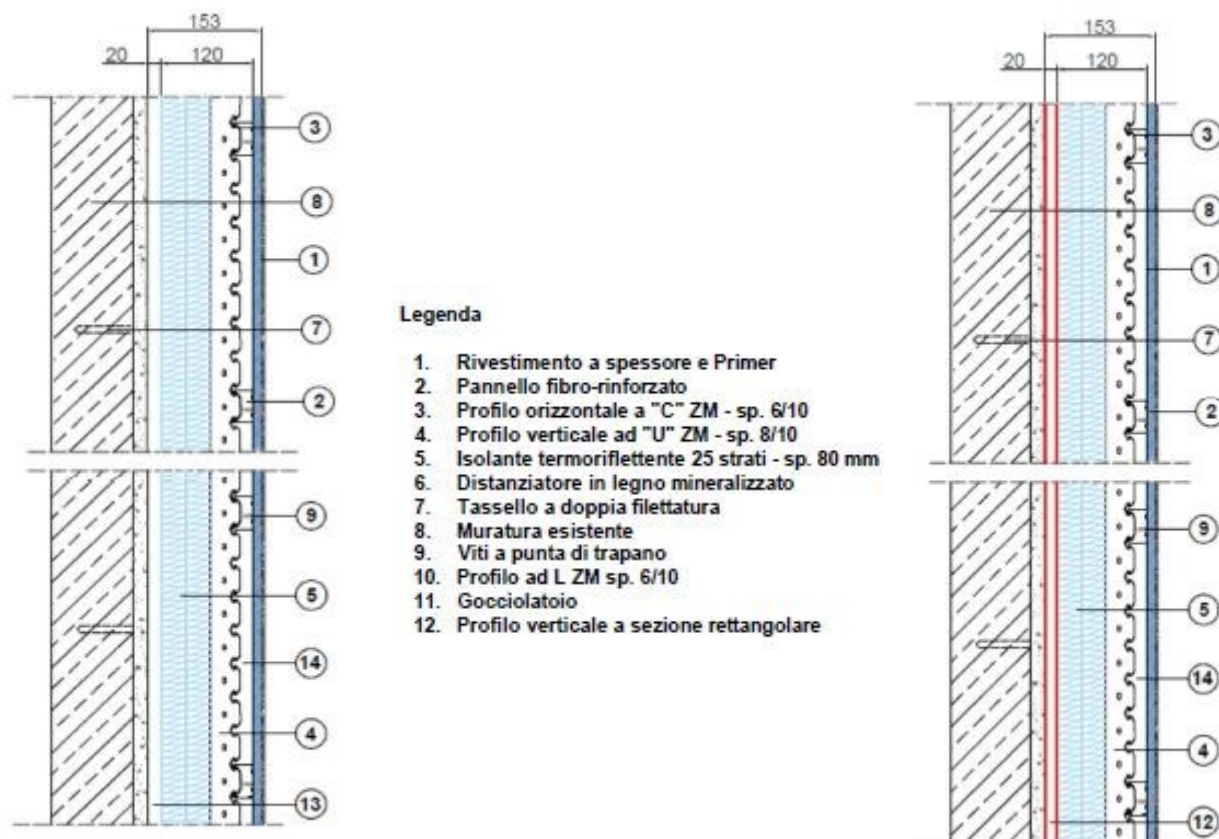 153
20 120
3
8
1
7
2
9
5
14
4
13
Legenda
1. Rivestimento a spessore e Primer
2. Pannello fibro-rinforzato
3. Profilo orizzontale a "C" ZM - sp. 6/10
4. Profilo verticale ad "U" ZM - sp. 8/10
5. Isolante termoriflettente 25 strati - sp. 80 mm
6. Distanziatore in legno mineralizzato
7. Tassello a doppia filettatura
8. Muratura esistente
9. Viti a punta di trapano
10. Profilo ad L ZM sp. 6/10
11. Gocciolatoio
12. Profilo verticale a sezione rettangolare
153
20 120
3
8
1
7
2
9
5
14
4
12